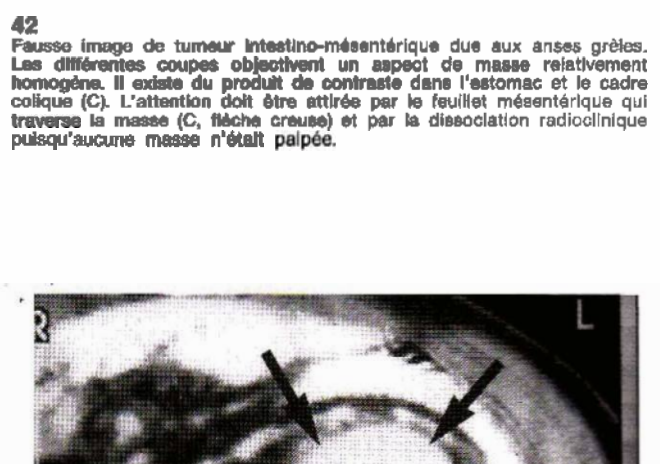 42
Fausse image de tumeur intestino-mésentérique due aux anses grêles.
Les différentes coupes objectivent un aspect de masse relativement
homogène. Il existe du produit de contraste dans l'estomac et le cadre
colique (C). L'attention doit être attirée par le feuillet mésentérique qui
traverse la masse (C, flèche creuse) et par la dissociation radioclinique
puisqu'aucune masse n'était palpée.
R
L